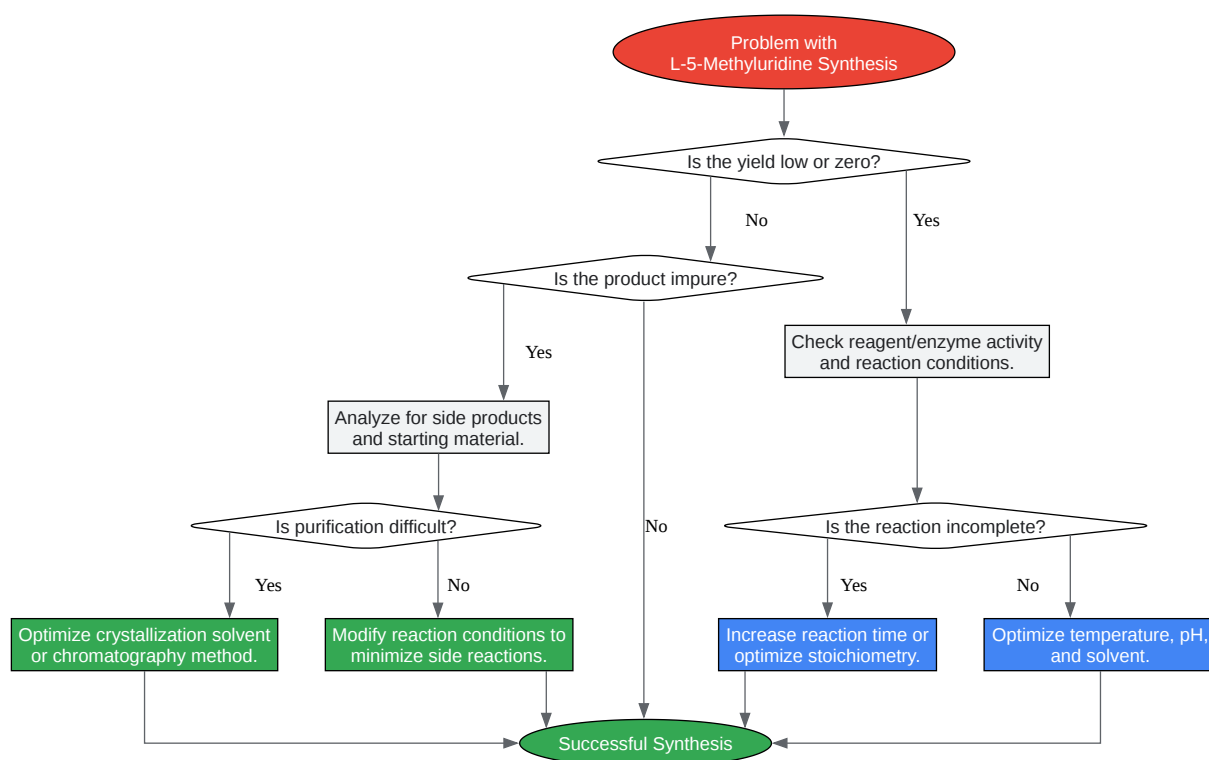 Problem with
L-5-Methyluridine Synthesis
Is the yield low or zero?
No
Yes
Is the product impure?
Yes
Check reagent/enzyme activity
and reaction conditions.
Analyze for side products
and starting material.
Is purification difficult?
No
Is the reaction incomplete?
Yes
No
Yes
No
Optimize crystallization solvent
or chromatography method.
Modify reaction conditions to
minimize side reactions.
Increase reaction time or
optimize stoichiometry.
Optimize temperature, pH,
and solvent.
Successful Synthesis